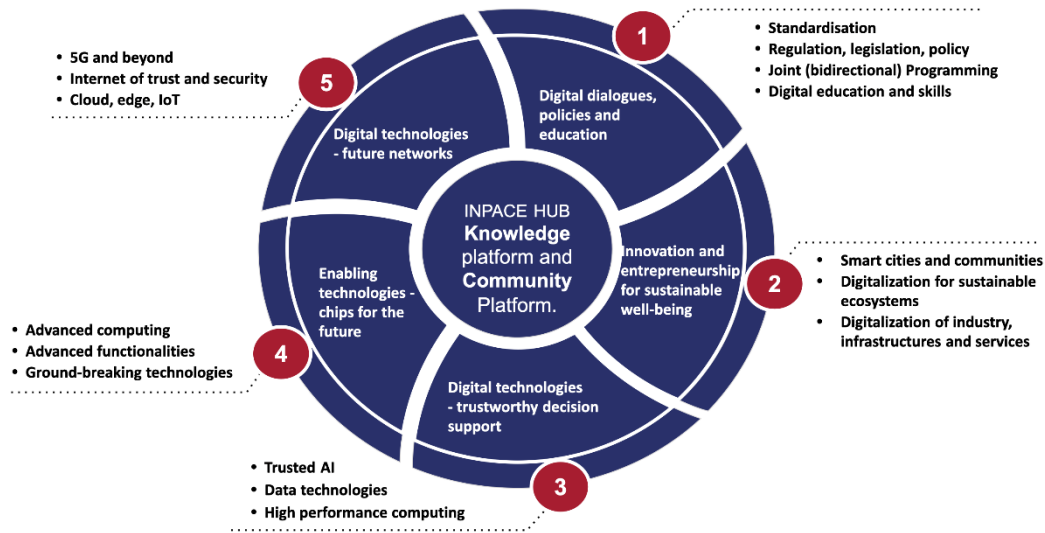 INPACE HUB
Knowledge
platform and
Community
Platform.
1
Digital dialogues,
policies and
education
• Standardisation
• Regulation, legislation, policy
• Joint (bidirectional) Programming
• Digital education and skills
2
Innovation and
entrepreneurship
for sustainable
well-being
• Smart cities and communities
• Digitalization for sustainable
ecosystems
• Digitalization of industry,
infrastructures and services
3
Digital technologies
- trustworthy decision
support
• Trusted AI
• Data technologies
• High performance computing
4
Enabling
technologies -
chips for the
future
• Advanced computing
• Advanced functionalities
• Ground-breaking technologies
5
Digital technologies
- future networks
• 5G and beyond
• Internet of trust and security
• Cloud, edge, IoT